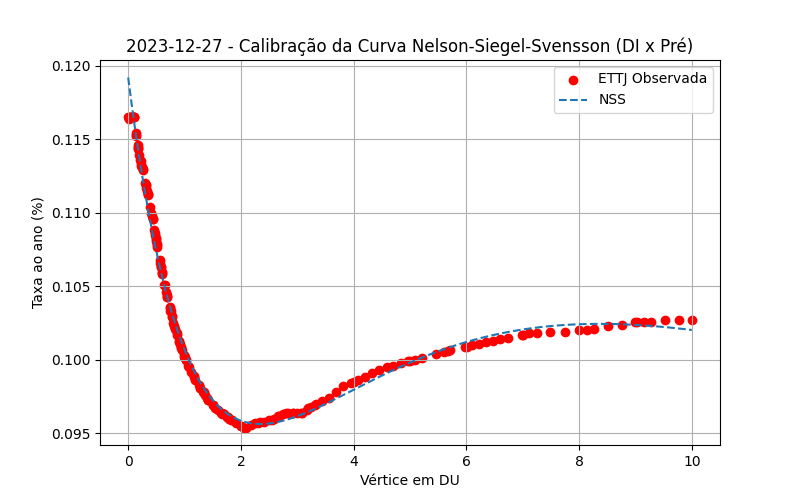 2023-12-27 - Calibração da Curva Nelson-Siegel-Svensson (DI x Pré)
ETTJ Observada
NSS
Taxa ao ano (%)
0.120
0.115
0.110
0.105
0.100
0.095
0 2 4 6 8 10
Vértice em DU